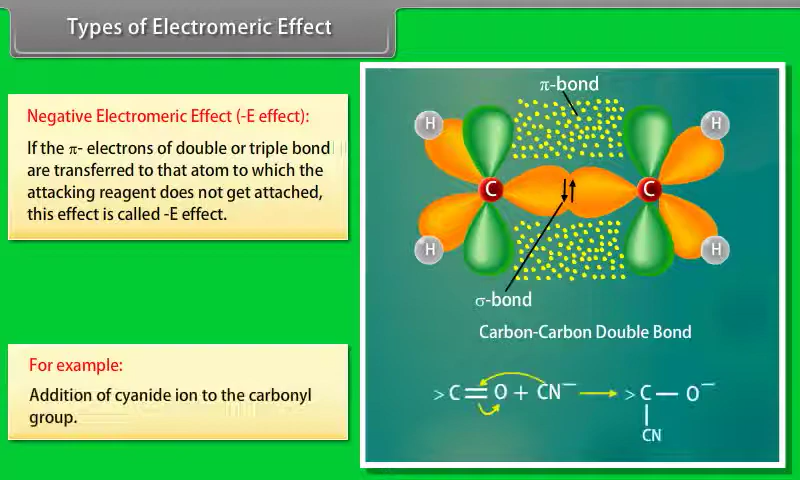 Types of Electromeric Effect
Negative Electromeric Effect (-E effect):
If the π- electrons of double or triple bond
are transferred to that atom to which the
attacking reagent does not get attached,
this effect is called -E effect.
For example:
Addition of cyanide ion to the carbonyl
group.
π-bond
H H
C C
H H
σ-bond
Carbon-Carbon Double Bond
>C=O + CN⁻ → >C—O⁻
CN